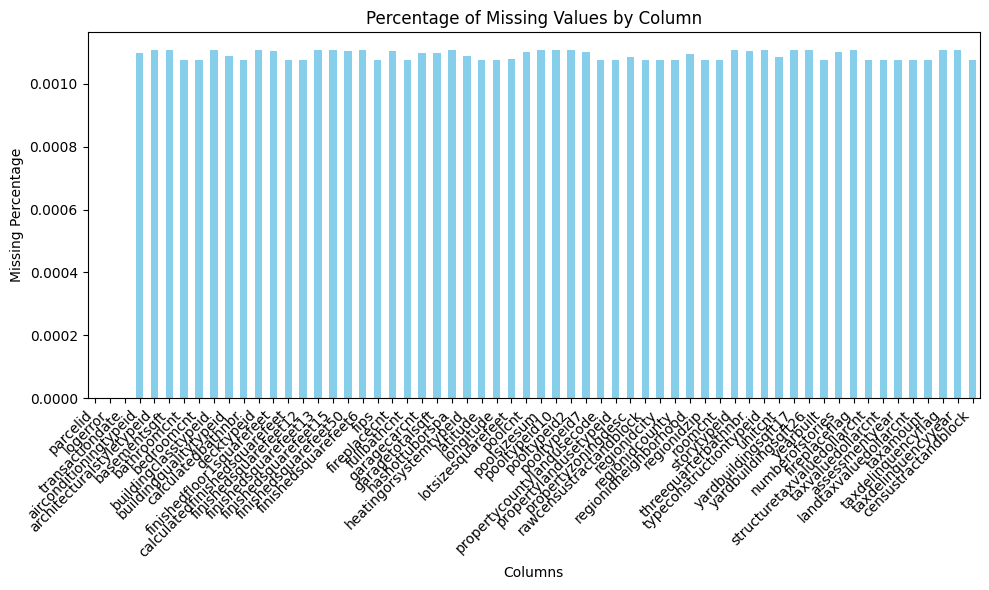 Percentage of Missing Values by Column
Missing Percentage
0.0010
0.0008
0.0006
0.0004
0.0002
0.0000
parcelid
logerror
transactiondate
airconditioningtypeid
architecturalstyletypeid
basementsqft
bathroomcnt
bedroomcnt
buildingclasstypeid
buildingqualitytypeid
calculatedbathnbr
decktypeid
finishedfloor1squarefeet
calculatedfinishedsquarefeet
finishedsquarefeet12
finishedsquarefeet13
finishedsquarefeet15
finishedsquarefeet50
finishedsquarefeet6
fips
fireplacecnt
fullbathcnt
garagecarcnt
garagetotalsqft
hashottuborspa
heatingorsystemtypeid
latitude
longitude
lotsizesquarefeet
poolcnt
poolsizesum
pooltypeid10
pooltypeid2
pooltypeid7
propertycountylandusecode
propertylandusetypeid
propertyzoningdesc
rawcensustractandblock
regionidcity
regionidcounty
regionidneighborhood
regionidzip
roomcnt
storytypeid
threequarterbathnbr
typeconstructiontypeid
unitcnt
yardbuildingsqft17
yardbuildingsqft26
yearbuilt
numberofstories
fireplaceflag
structuretaxvaluedollarcnt
taxvaluedollarcnt
assessmentyear
landtaxvaluedollarcnt
taxamount
taxdelinquencyflag
taxdelinquencyyear
censustractandblock
Columns